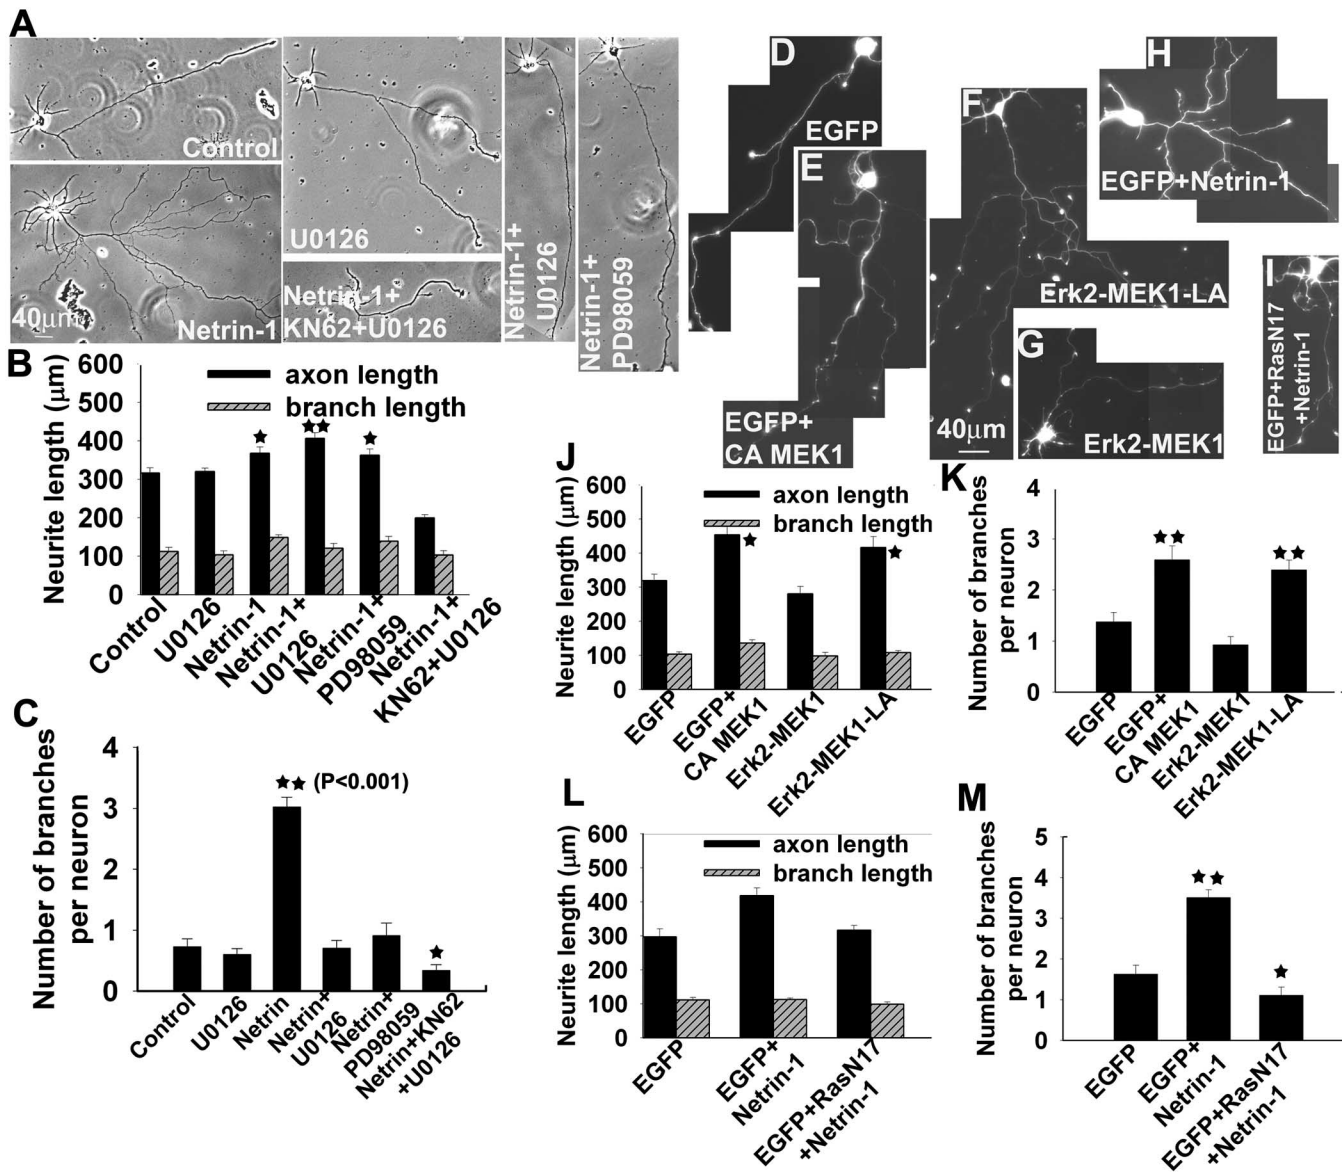 A
Control
Netrin-1
40μm
U0126
Netrin-1+
KN62+U0126
Netrin-1+
U0126
Netrin-1+
PD98059
D
EGFP
E
EGFP+
CA MEK1
F
Erk2-MEK1-LA
40μm
G
Erk2-MEK1
H
EGFP+Netrin-1
I
EGFP+RasN17
+Netrin-1
B
Neurite length (μm)
600
500
400
300
200
100
0
axon length
branch length
★
★★
★
Control
U0126
Netrin-1
Netrin-1+
U0126
Netrin-1+
PD98059
Netrin-1+
KN62+U0126
C
Number of branches
per neuron
4
3
2
1
0
★★ (P<0.001)
★
Control
U0126
Netrin
Netrin+
U0126
Netrin+
PD98059
Netrin+KN62
+U0126
J
Neurite length (μm)
600
500
400
300
200
100
0
axon length
branch length
★
★
EGFP
EGFP+
CA MEK1
Erk2-MEK1
Erk2-MEK1-LA
K
Number of branches
per neuron
4
3
2
1
0
★★
★★
EGFP
EGFP+
CA MEK1
Erk2-MEK1
Erk2-MEK1-LA
L
Neurite length (μm)
600
500
400
300
200
100
0
axon length
branch length
EGFP
EGFP+
Netrin-1
EGFP+RasN17
+Netrin-1
M
Number of branches
per neuron
5
4
3
2
1
0
★★
★
EGFP
EGFP+
Netrin-1
EGFP+RasN17
+Netrin-1